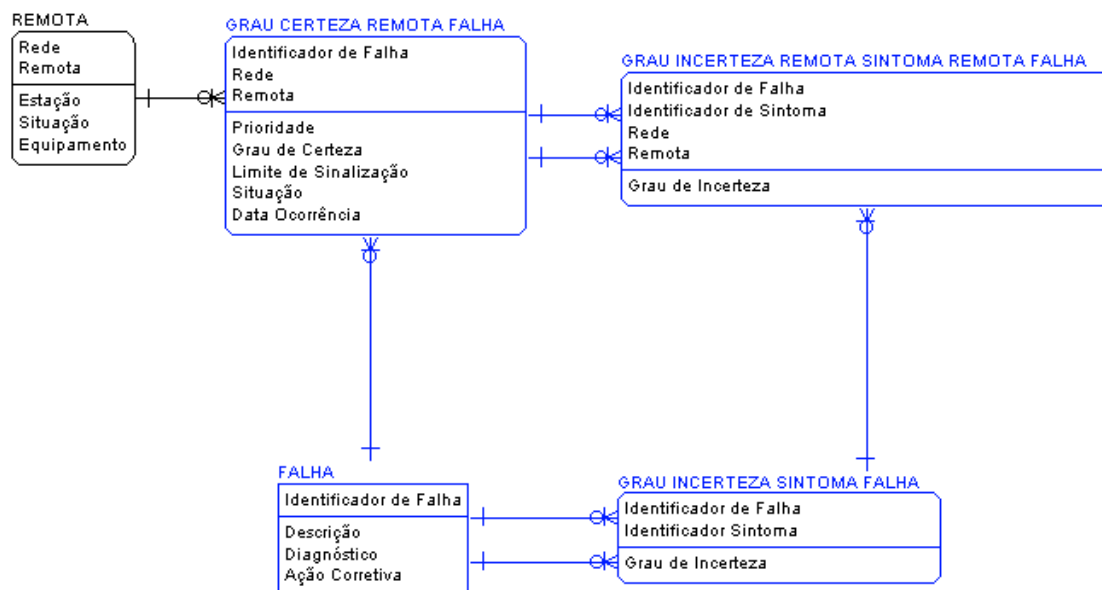 REMOTA
Rede
Remota
Estação
Situação
Equipamento
GRAU CERTEZA REMOTA FALHA
Identificador de Falha
Rede
Remota
Prioridade
Grau de Certeza
Limite de Sinalização
Situação
Data Ocorrência
GRAU INCERTEZA REMOTA SINTOMA REMOTA FALHA
Identificador de Falha
Identificador de Sintoma
Rede
Remota
Grau de Incerteza
FALHA
Identificador de Falha
Descrição
Diagnóstico
Ação Corretiva
GRAU INCERTEZA SINTOMA FALHA
Identificador de Falha
Identificador Sintoma
Grau de Incerteza